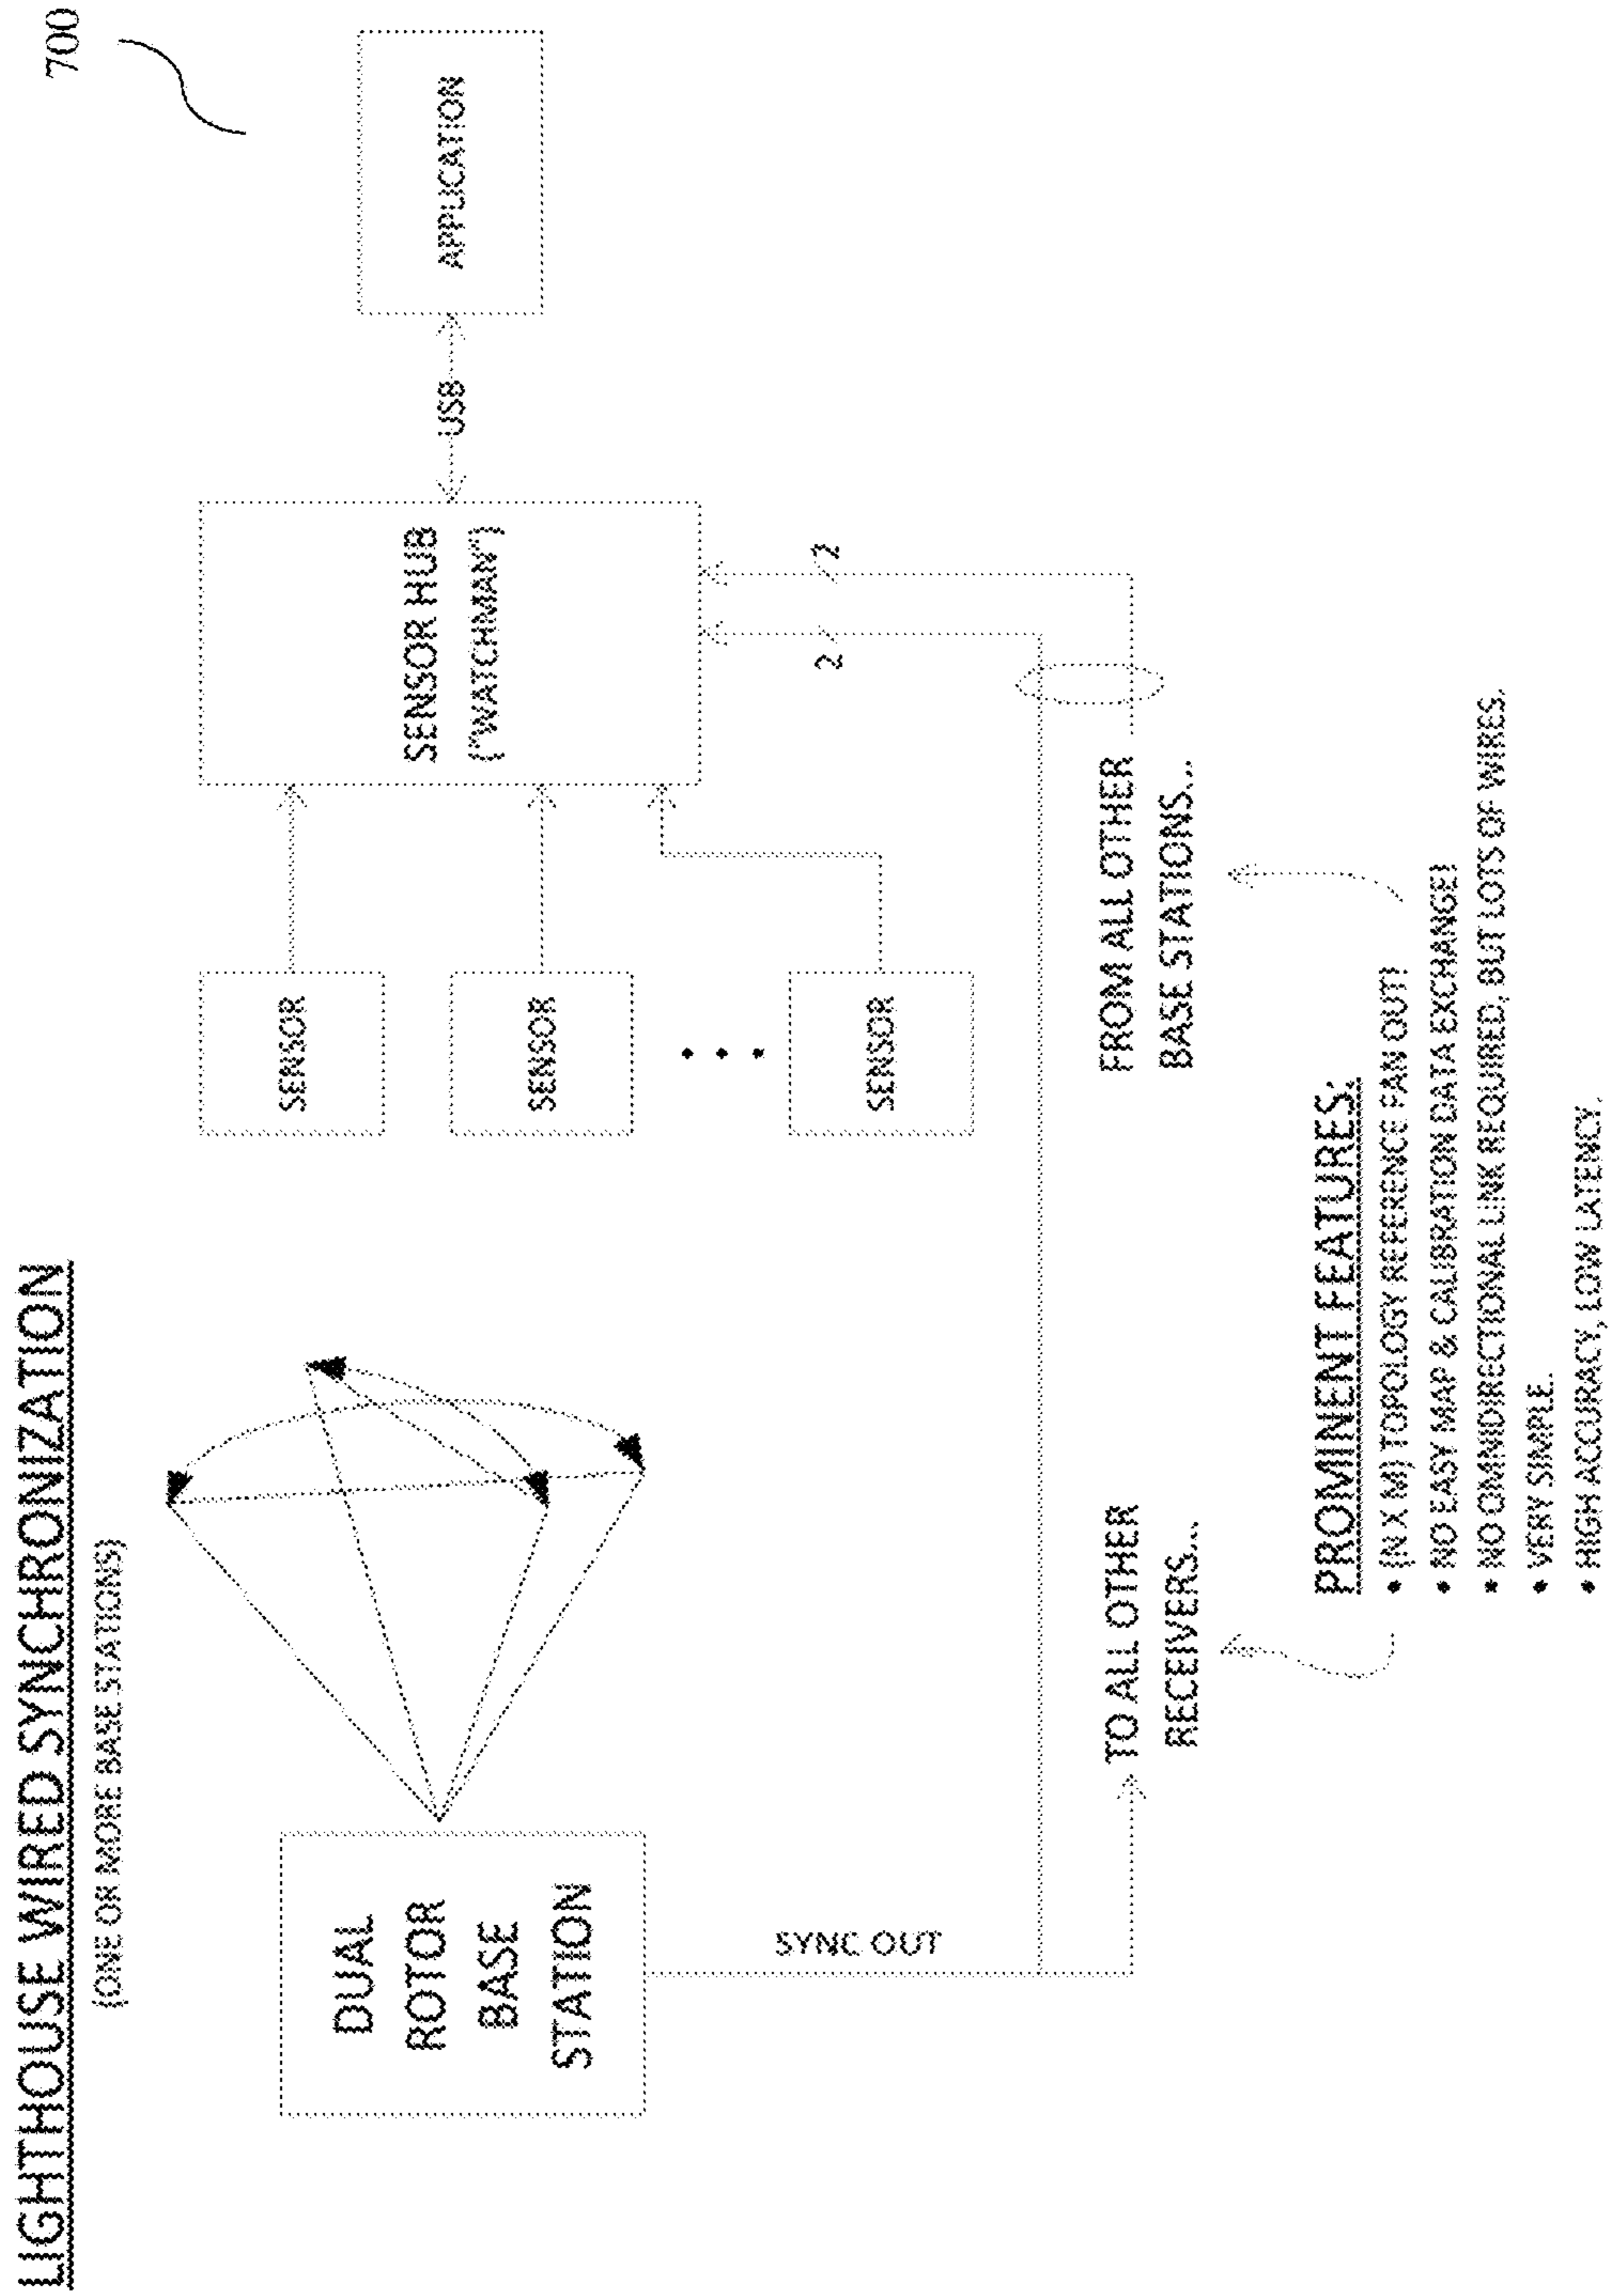 700
LIGHTHOUSE WIRED SYNCHRONIZATION
(ONE OR MORE BASE STATIONS)
DUAL
ROTOR
BASE
STATION
SENSOR
SENSOR
SENSOR
SENSOR HUB
("WATCHMAN")
USB
APPLICATION
SYNC OUT
2
2
TO ALL OTHER
RECEIVERS...
FROM ALL OTHER
BASE STATIONS...
PROMINENT FEATURES:
• (N X M) TOPOLOGY REFERENCE FAN OUT!
• NO EASY MAP & CALIBRATION DATA EXCHANGE!
• NO OMNIDIRECTIONAL LINK REQUIRED, BUT LOTS OF WIRES.
• VERY SIMPLE.
• HIGH ACCURACY, LOW LATENCY.